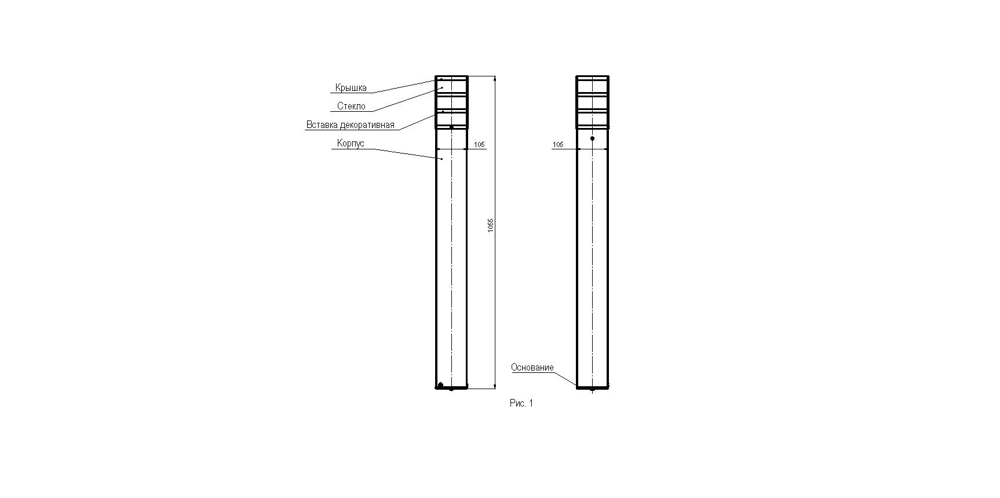 Крышка
Стекло
Вставка декоративная
Корпус
105
105
1055
Основание
Рис. 1